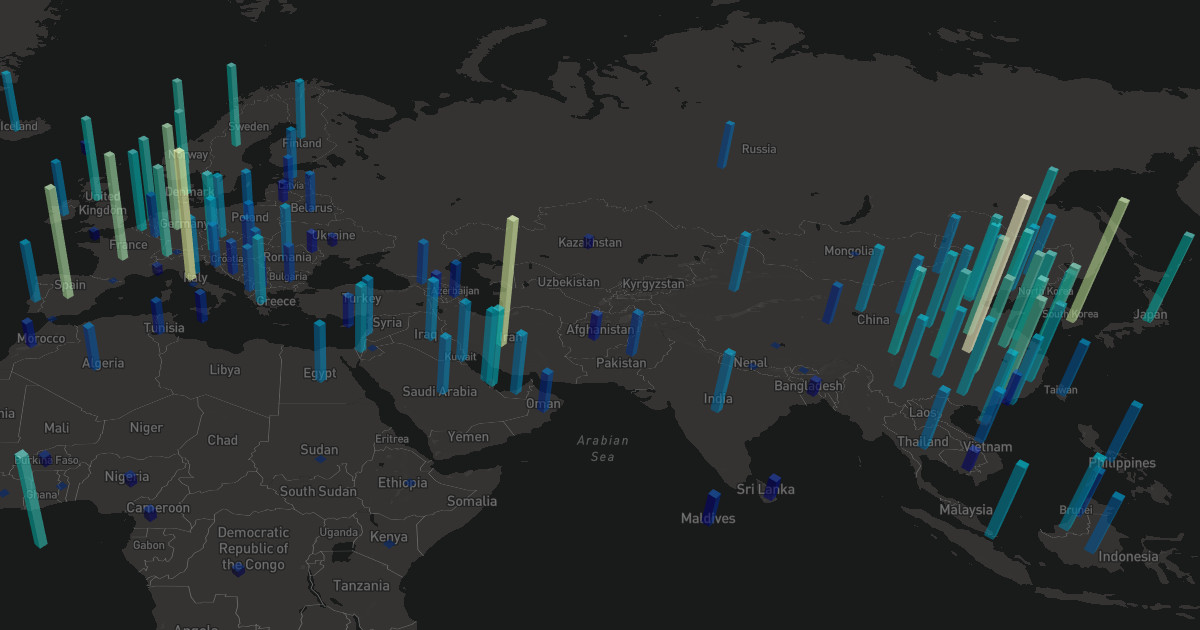 Iceland
Sweden
Finland
Norway
Russia
Latvia
Denmark
United
Kingdom
Belarus
Poland
Germany
Ukraine
France
Kazakhstan
Mongolia
Croatia
Romania
Italy
Bulgaria
Spain
Uzbekistan
Kyrgyzstan
Azerbaijan
North Korea
Greece
Turkey
South Korea
Japan
China
Syria
Tunisia
Afghanistan
Morocco
Iraq
Iran
Kuwait
Pakistan
Nepal
Algeria
Libya
Egypt
Saudi Arabia
Bangladesh
Taiwan
India
Oman
Laos
Mali
Niger
Chad
Eritrea
Yemen
Arabian
Sea
Thailand
Vietnam
Sudan
Burkina Faso
Philippines
Nigeria
Ethiopia
South Sudan
Sri Lanka
Ghana
Somalia
Maldives
Malaysia
Brunei
Cameroon
Uganda
Kenya
Democratic
Republic of
the Congo
Gabon
Indonesia
Tanzania
Angola